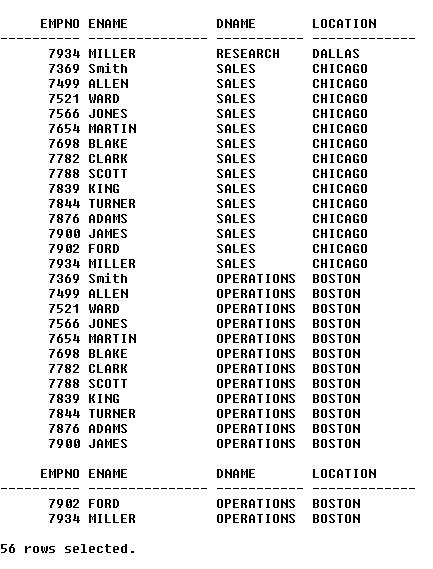 EMPNO ENAME           DNAME       LOCATION
---------- --------------- ----------- -------------
      7934 MILLER          RESEARCH    DALLAS
      7369 Smith           SALES       CHICAGO
      7499 ALLEN           SALES       CHICAGO
      7521 WARD            SALES       CHICAGO
      7566 JONES           SALES       CHICAGO
      7654 MARTIN          SALES       CHICAGO
      7698 BLAKE           SALES       CHICAGO
      7782 CLARK           SALES       CHICAGO
      7788 SCOTT           SALES       CHICAGO
      7839 KING            SALES       CHICAGO
      7844 TURNER          SALES       CHICAGO
      7876 ADAMS           SALES       CHICAGO
      7900 JAMES           SALES       CHICAGO
      7902 FORD            SALES       CHICAGO
      7934 MILLER          SALES       CHICAGO
      7369 Smith           OPERATIONS  BOSTON
      7499 ALLEN           OPERATIONS  BOSTON
      7521 WARD            OPERATIONS  BOSTON
      7566 JONES           OPERATIONS  BOSTON
      7654 MARTIN          OPERATIONS  BOSTON
      7698 BLAKE           OPERATIONS  BOSTON
      7782 CLARK           OPERATIONS  BOSTON
      7788 SCOTT           OPERATIONS  BOSTON
      7839 KING            OPERATIONS  BOSTON
      7844 TURNER          OPERATIONS  BOSTON
      7876 ADAMS           OPERATIONS  BOSTON
      7900 JAMES           OPERATIONS  BOSTON
     EMPNO ENAME           DNAME       LOCATION
---------- --------------- ----------- -------------
      7902 FORD            OPERATIONS  BOSTON
      7934 MILLER          OPERATIONS  BOSTON
56 rows selected.